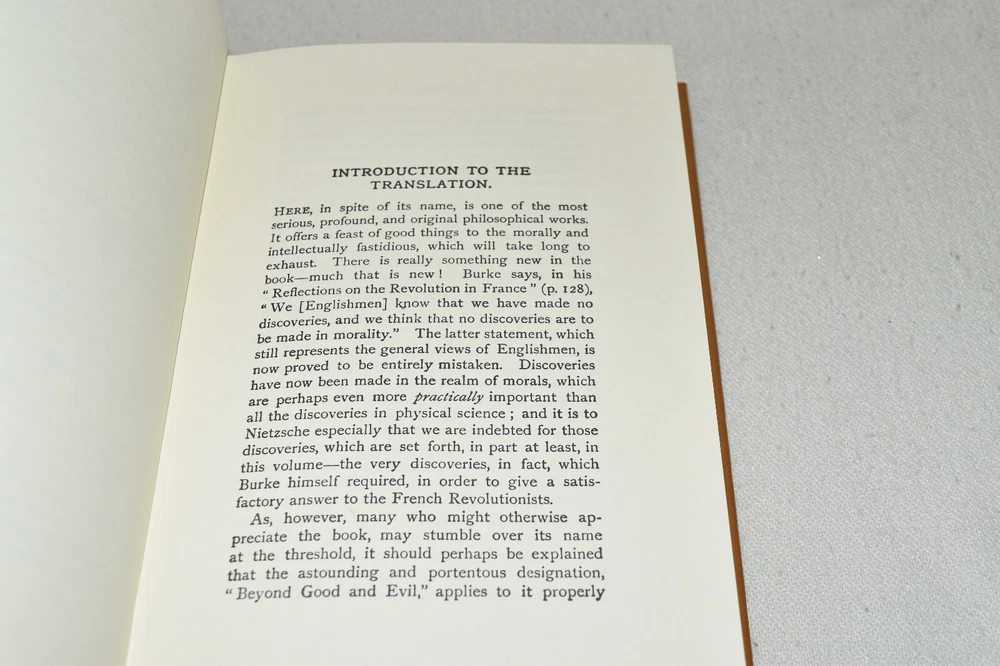 INTRODUCTION TO THE
TRANSLATION.
HERE, in spite of its name, is one of the most
serious, profound, and original philosophical works.
It offers a feast of good things to the morally and
intellectually fastidious, which will take long to
exhaust. There is really something new in the
book—much that is new! Burke says, in his
"Reflections on the Revolution in France" (p. 128),
"We [Englishmen] know that we have made no
discoveries, and we think that no discoveries are to
be made in morality." The latter statement, which
still represents the general views of Englishmen, is
now proved to be entirely mistaken. Discoveries
have now been made in the realm of morals, which
are perhaps even more practically important than
all the discoveries in physical science; and it is to
Nietzsche especially that we are indebted for those
discoveries, which are set forth, in part at least, in
this volume—the very discoveries, in fact, which
Burke himself required, in order to give a satis-
factory answer to the French Revolutionists.
As, however, many who might otherwise ap-
preciate the book, may stumble over its name
at the threshold, it should perhaps be explained
that the astounding and portentous designation,
"Beyond Good and Evil," applies to it properly